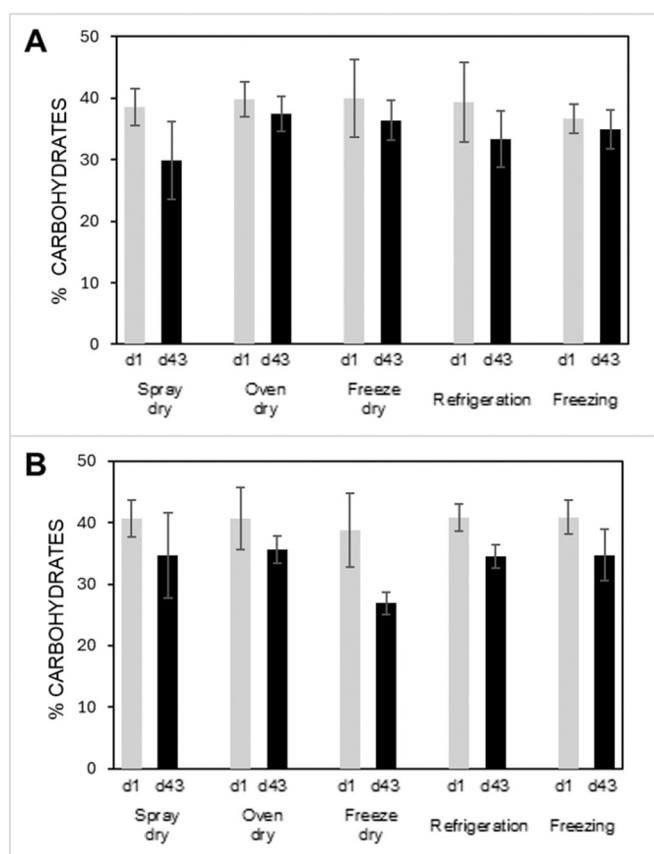 A
50
40
30
20
10
0
% CARBOHYDRATES
d1 d43 d1 d43 d1 d43 d1 d43 d1 d43
Spray Oven Freeze Refrigeration Freezing
dry dry dry
B
50
40
30
20
10
0
% CARBOHYDRATES
d1 d43 d1 d43 d1 d43 d1 d43 d1 d43
Spray Oven Freeze Refrigeration Freezing
dry dry dry